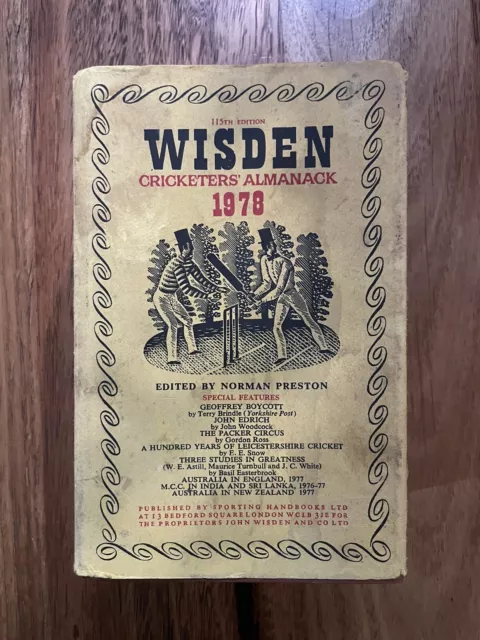 115TH EDITION
WISDEN
CRICKETERS' ALMANACK
1978
EDITED BY NORMAN PRESTON
SPECIAL FEATURES
GEOFFREY BOYCOTT
by Terry Brindle (Yorkshire Post)
JOHN EDRICH
by John Woodcock
THE PACKER CIRCUS
by Gordon Ross
A HUNDRED YEARS OF LEICESTERSHIRE CRICKET
by E. E. Snow
THREE STUDIES IN GREATNESS
(W. E. Astill, Maurice Turnbull and J. C. White)
by Basil Easterbrook
AUSTRALIA IN ENGLAND, 1977
M.C.C. IN INDIA AND SRI LANKA, 1976-77
AUSTRALIA IN NEW ZEALAND 1977
PUBLISHED BY SPORTING HANDBOOKS LTD
AT 13 BEDFORD SQUARE LONDON WC1B 3JE FOR
THE PROPRIETORS JOHN WISDEN AND CO LTD